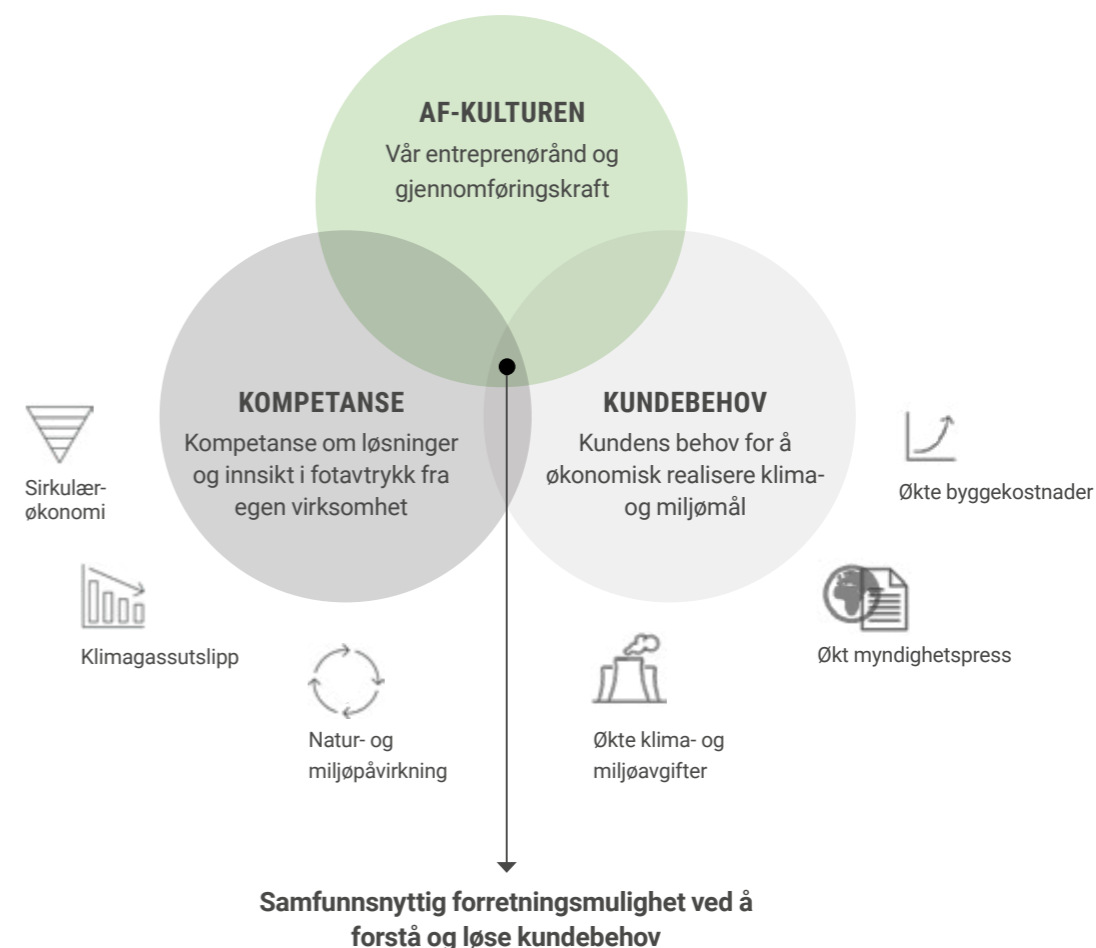 AF-KULTUREN
Vår entreprenørånd og
gjennomføringskraft
KOMPETANSE
Kompetanse om løsninger
og innsikt i fotavtrykk fra
egen virksomhet
KUNDEBEHOV
Kundens behov for å
økonomisk realisere klima-
og miljømål
Sirkulær-
økonomi
Klimagassutslipp
Natur- og
miljøpåvirkning
Økte klima- og
miljøavgifter
Økt myndighetspress
Økte byggekostnader
Samfunnsnyttig forretningsmulighet ved å
forstå og løse kundebehov